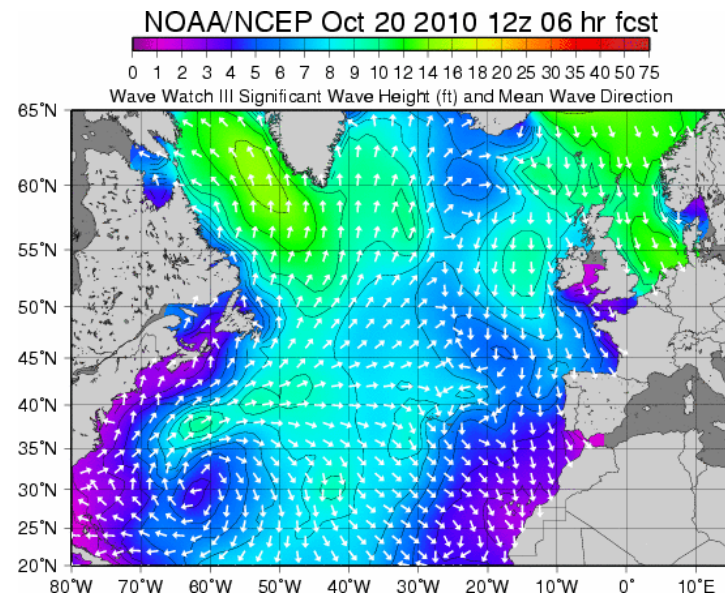 NOAA/NCEP Oct 20 2010 12z 06 hr fcst
0 1 2 3 4 5 6 7 8 9 10 12 14 16 18 20 25 30 35 40 50 75
Wave Watch III Significant Wave Height (ft) and Mean Wave Direction
65°N
60°N
55°N
50°N
45°N
40°N
35°N
30°N
25°N
20°N
80°W 70°W 60°W 50°W 40°W 30°W 20°W 10°W 0° 10°E